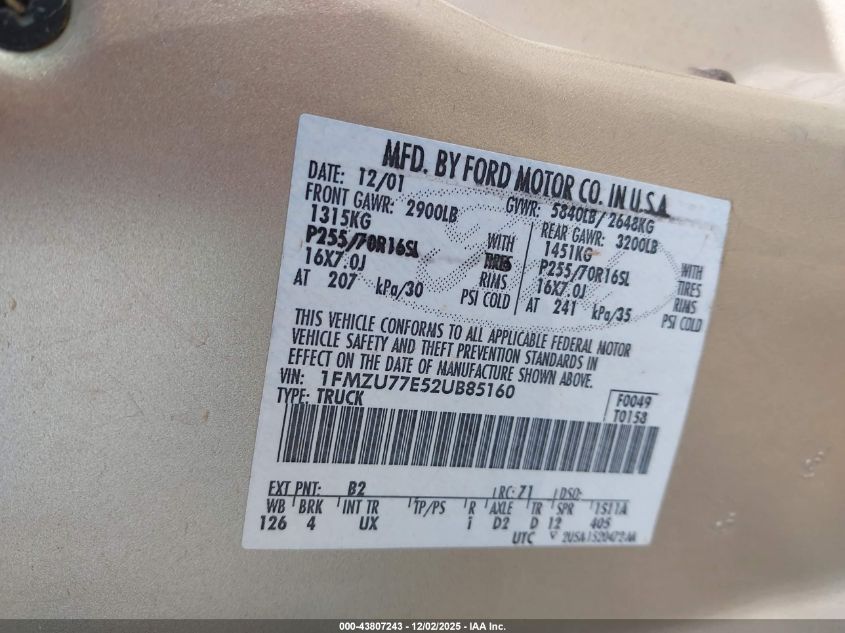 MFD. BY FORD MOTOR CO. IN U.S.A.
DATE: 12/01 GVWR: 5840LB/2648KG
FRONT GAWR: 2900LB REAR GAWR: 3200LB
1315KG WITH 1451KG WITH
P255/70R16SL TIRES P255/70R16SL TIRES
16X7.0J RIMS 16X7.0J RIMS
AT 207 kPa/30 PSI COLD AT 241 kPa/35 PSI COLD
THIS VEHICLE CONFORMS TO ALL APPLICABLE FEDERAL MOTOR
VEHICLE SAFETY AND THEFT PREVENTION STANDARDS IN
EFFECT ON THE DATE OF MANUFACTURE SHOWN ABOVE.
VIN: 1FMZU77E52UB85160
TYPE: TRUCK F0049
T0158
EXT PNT: B2 RC: 71 DSO:
WB BRK INT TR TP/PS R AXLE TR SPR
126 4 UX 1 D2 D 12 405
UTC
000-43807243 - 12/02/2025 - IAA Inc.